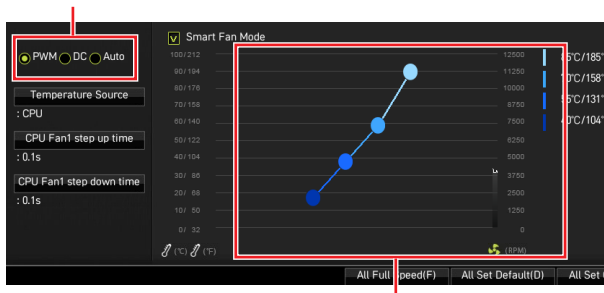 Smart Fan Mode
PWM DC Auto
Temperature Source
: CPU
CPU Fan1 step up time
: 0.1s
CPU Fan1 step down time
: 0.1s
100/212 12500
90/194 11250
80/176 10000
70/158 8750
60/140 7500
50/122 6250
40/104 5000
30/ 86 3750
20/ 68 2500
10/ 50 1250
0/ 32 0
(°C) (°F) (RPM)
All Full Speed(F) All Set Default(D) All Set